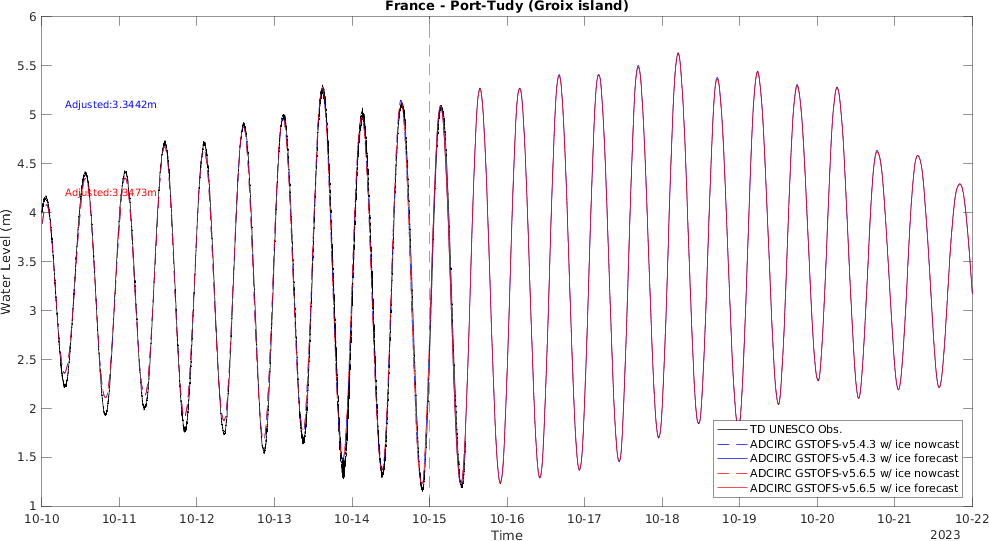 France - Port-Tudy (Groix island)
6
5.5
5
4.5
4
3.5
3
2.5
2
1.5
1
Water Level (m)
Adjusted:3.3442m
Adjusted:3.3473m
TD UNESCO Obs.
ADCIRC GSTOFS-v5.4.3 w/ ice nowcast
ADCIRC GSTOFS-v5.4.3 w/ ice forecast
ADCIRC GSTOFS-v5.6.5 w/ ice nowcast
ADCIRC GSTOFS-v5.6.5 w/ ice forecast
10-10 10-11 10-12 10-13 10-14 10-15 10-16 10-17 10-18 10-19 10-20 10-21 10-22
Time
2023